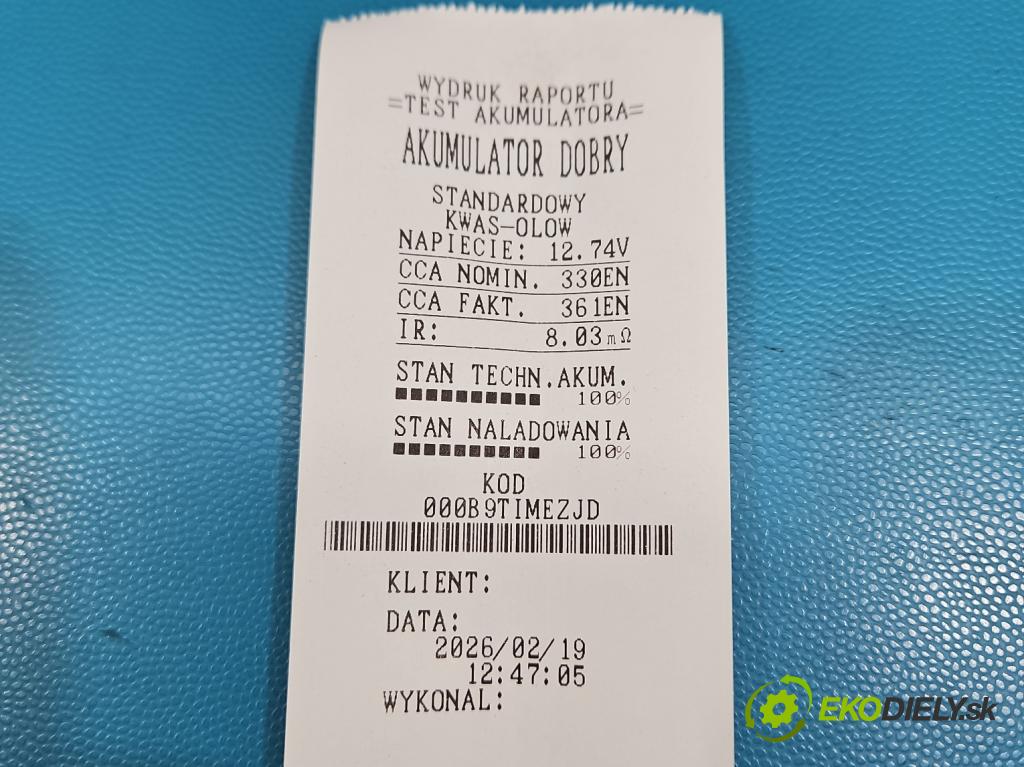 WYDRUK RAPORTU
=TEST AKUMULATORA=
AKUMULATOR DOBRY
STANDARDOWY
KWAS-OLOW
NAPIECIE: 12.74V
CCA NOMIN. 330EN
CCA FAKT. 361EN
IR: 8.03mΩ
STAN TECHN.AKUM.
100%
STAN NALADOWANIA
100%
KOD
000B9TIMEZJD
KLIENT:
DATA:
2026/02/19
12:47:05
WYKONAL:
EKODIELY.sk